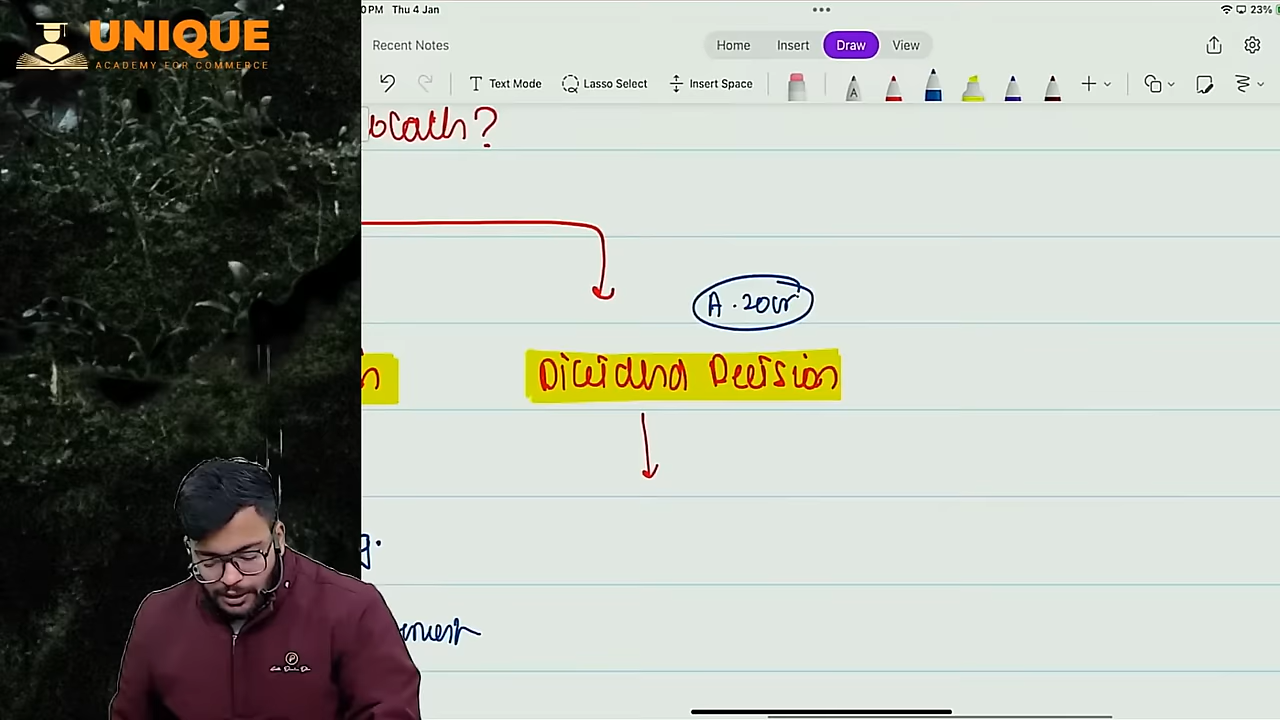 UNIQUE
ACADEMY FOR COMMERCE
PM Thu 4 Jan
23%
Recent Notes
Home Insert Draw View
Text Mode Lasso Select Insert Space
A . 20cr
Dividend Decision
g.